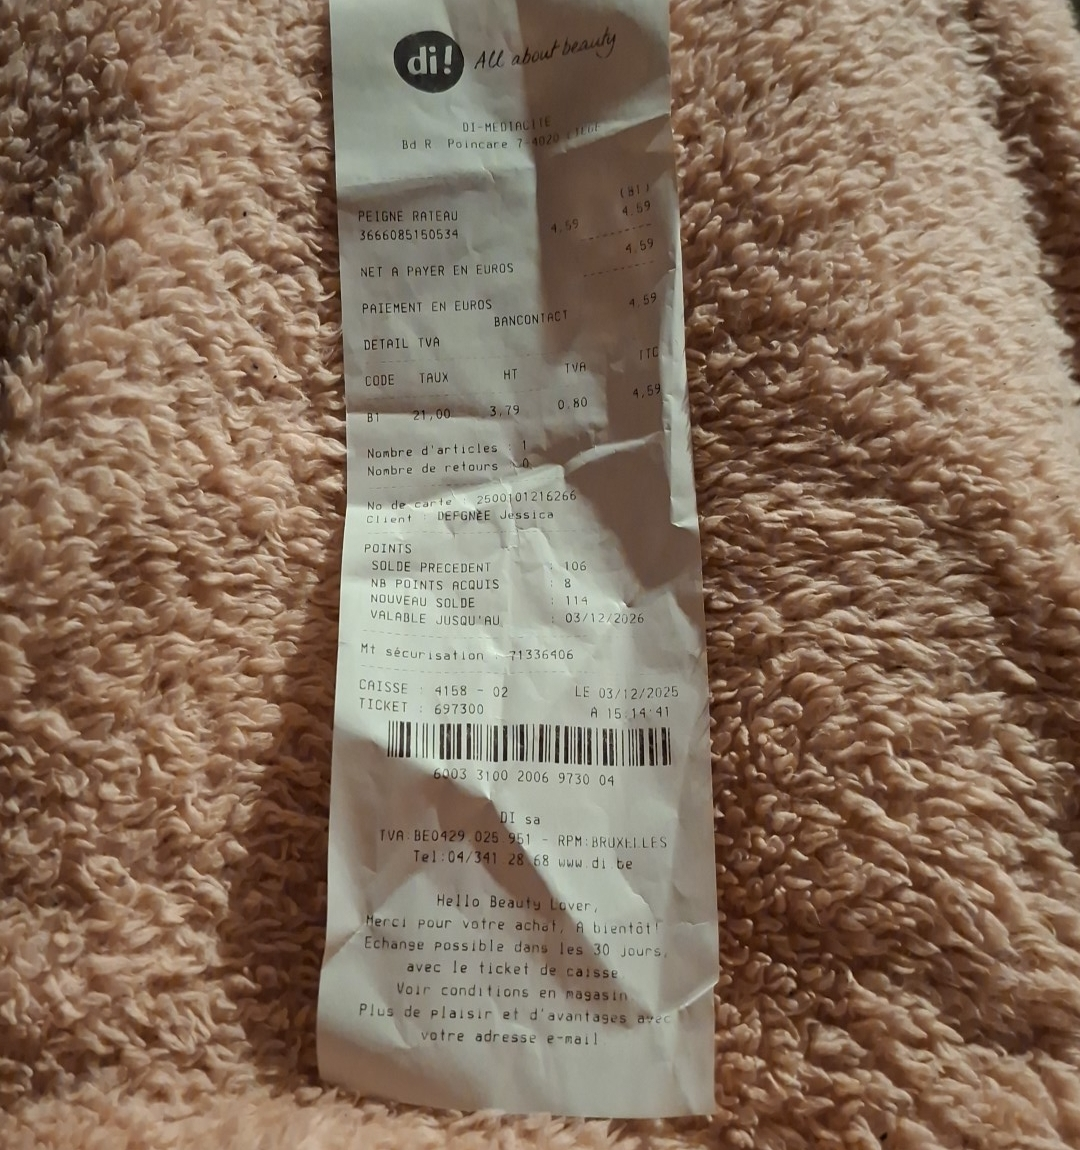 di! All about beauty
DI-MEDIACITE
Bd R Poincare 7-4020 LIEGE
(B1)
PEIGNE RATEAU 4.59
3666085150534 4,59
4.59
NET A PAYER EN EUROS
PAIEMENT EN EUROS 4.59
BANCONTACT
DETAIL TVA
CODE TAUX HT TVA TTC
B1 21,00 3,79 0.80 4,59
Nombre d'articles : 1
Nombre de retours : 0
No de carte : 2500101216266
Client : DEFGNEE Jessica
POINTS
SOLDE PRECEDENT : 106
NB POINTS ACQUIS : 8
NOUVEAU SOLDE : 114
VALABLE JUSQU'AU : 03/12/2026
Mt sécurisation : 71336406
CAISSE : 4158 - 02 LE 03/12/2025
TICKET : 697300 A 15:14:41
6003 3100 2006 9730 04
DI sa
TVA:BE0429 025 951 - RPM:BRUXELLES
Tel:04/341 28 68 www.di be
Hello Beauty Lover,
Merci pour votre achat, A bientôt!
Echange possible dans les 30 jours,
avec le ticket de caisse
Voir conditions en magasin
Plus de plaisir et d'avantages avec
votre adresse e-mail